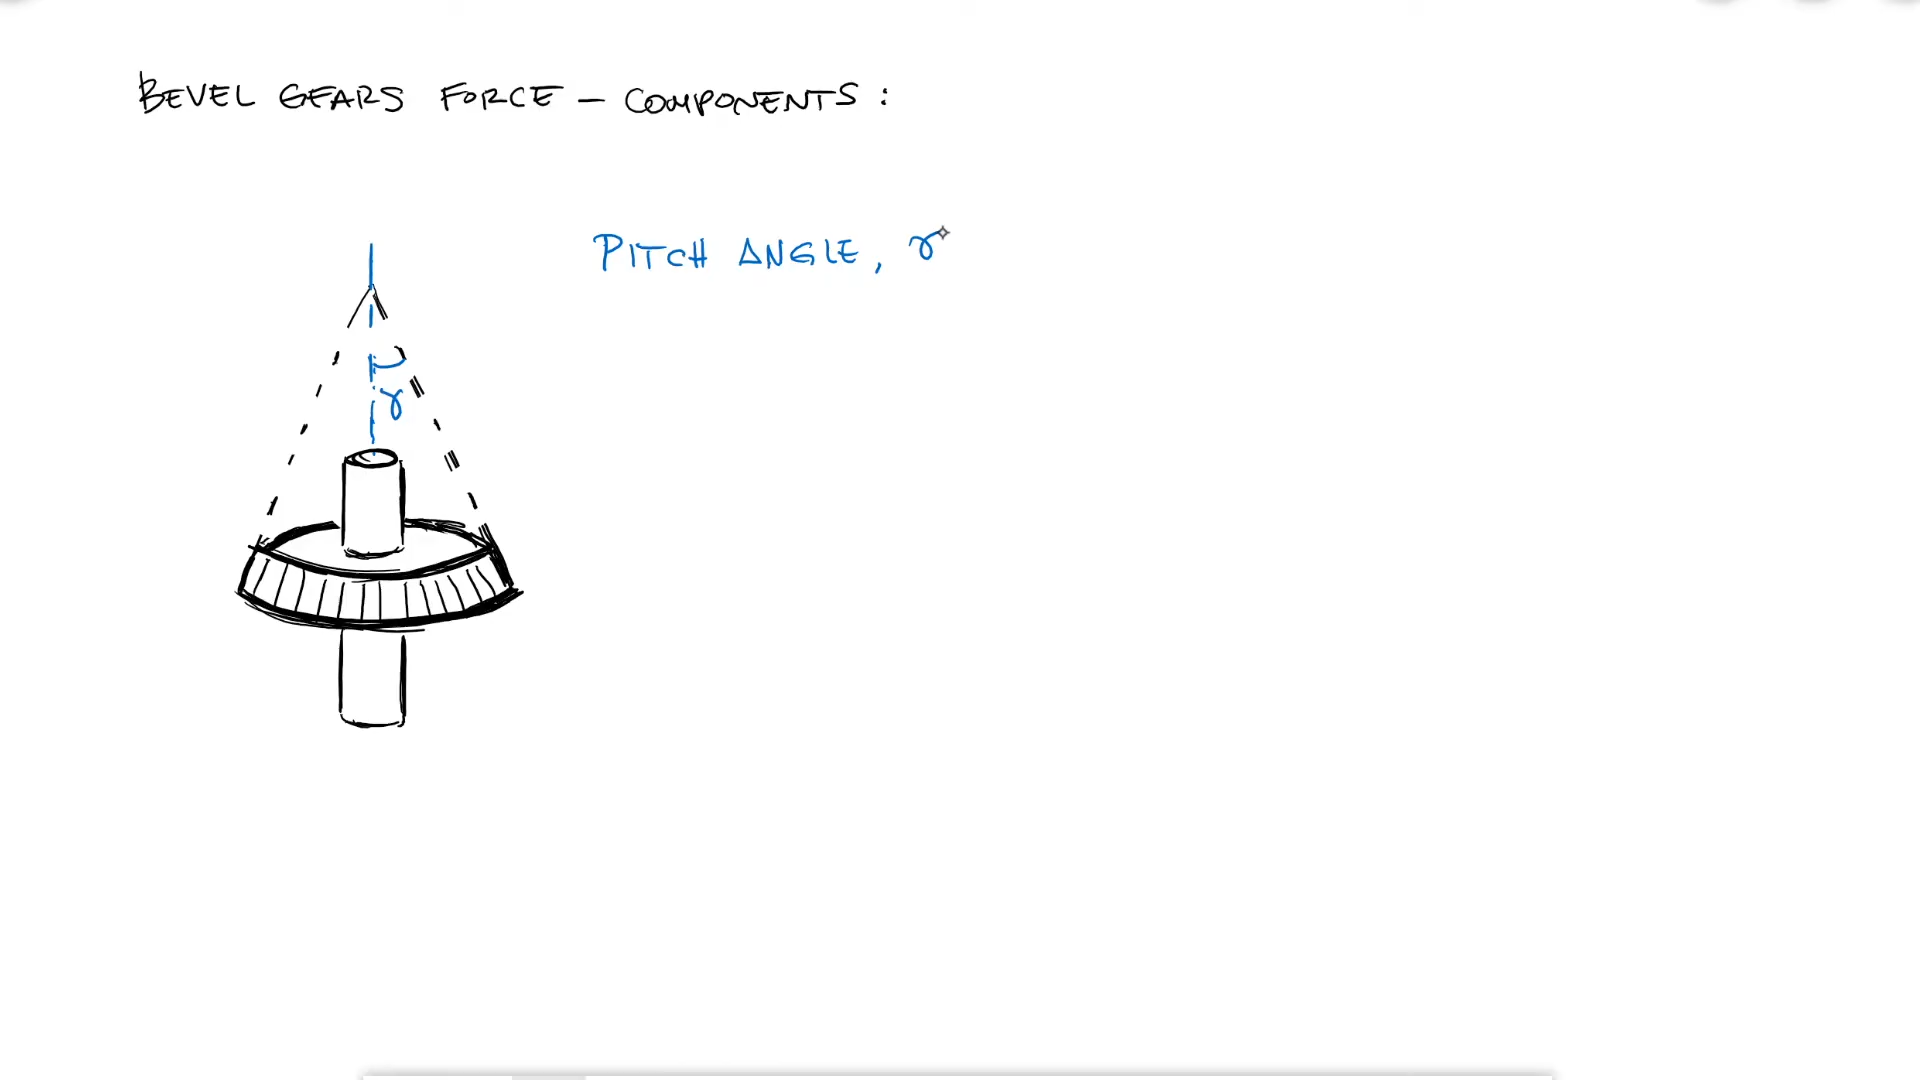 BEVEL GEARS FORCE – COMPONENTS :
PITCH ANGLE, γ
γ